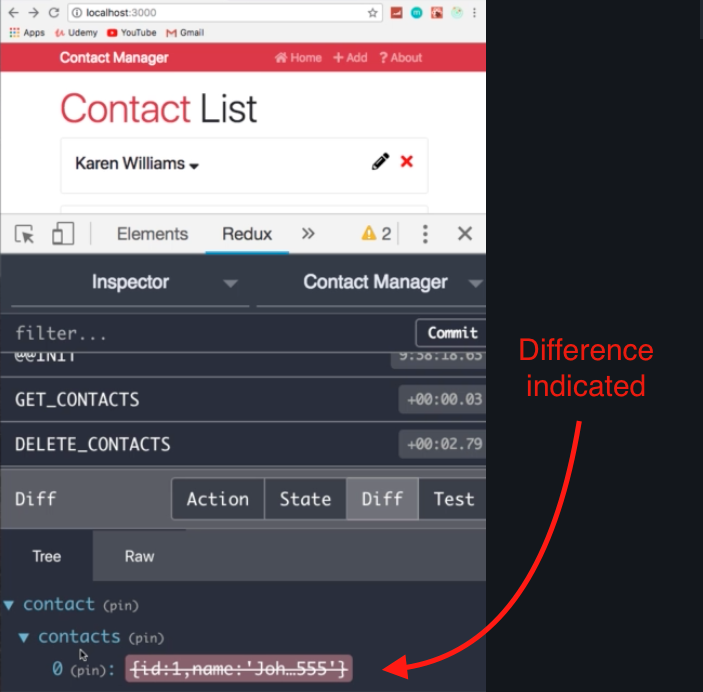 localhost:3000
Apps Udemy YouTube Gmail
Contact Manager Home Add ? About
Contact List
Karen Williams
Elements Redux » 2
Inspector Contact Manager
filter... Commit
@@INIT 9:38:18.65
GET_CONTACTS +00:00.03
DELETE_CONTACTS +00:02.79
Diff Action State Diff Test
Tree Raw
contact (pin)
contacts (pin)
0 (pin): {id:1,name:'Joh…555'}
Difference
indicated